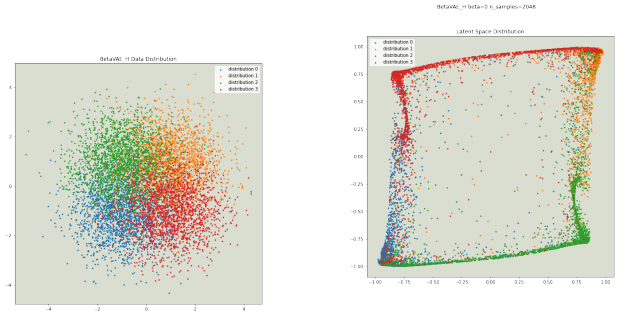 BetaVAE_H beta=0 n_samples=2048
BetaVAE_H Data Distribution
distribution 0
distribution 1
distribution 2
distribution 3
4
2
0
−2
−4
−4
−2
0
2
4
Latent Space Distribution
distribution 0
distribution 1
distribution 2
distribution 3
1.00
0.75
0.50
0.25
0.00
−0.25
−0.50
−0.75
−1.00
−1.00
−0.75
−0.50
−0.25
0.00
0.25
0.50
0.75
1.00